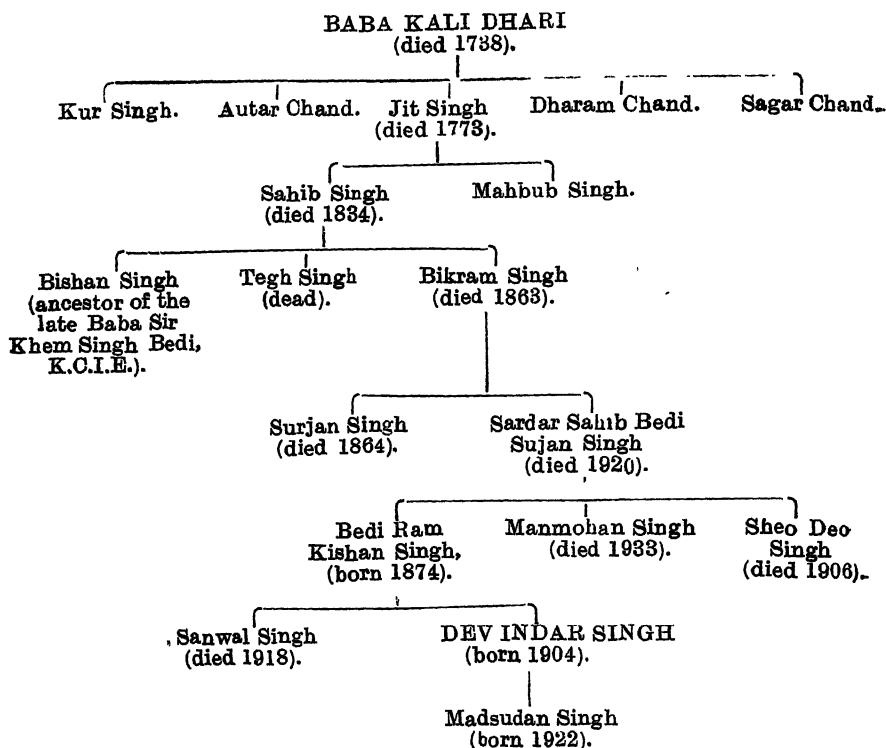 BABA KALI DHARI
(died 1738).
Kur Singh. Autar Chand. Jit Singh Dharam Chand. Sagar Chand.
(died 1773).
Sahib Singh Mahbub Singh.
(died 1834).
Bishan Singh Tegh Singh Bikram Singh
(ancestor of the (dead). (died 1863).
late Baba Sir
Khem Singh Bedi,
K.C.I.E.).
Surjan Singh Sardar Sahib Bedi
(died 1864). Sujan Singh
(died 1920).
Bedi Ram Manmohan Singh Sheo Deo
Kishan Singh, (died 1933). Singh
(born 1874). (died 1906).
Sanwal Singh DEV INDAR SINGH
(died 1918). (born 1904).
Madsudan Singh
(born 1922).